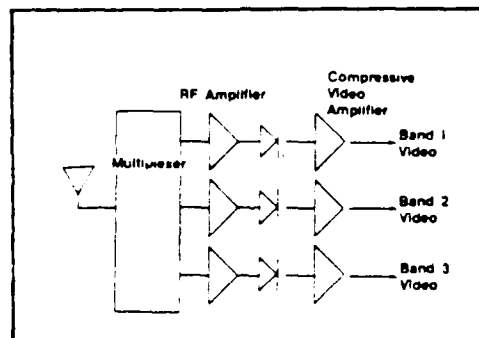 Compressive
Video
Amplifier
RF Amplifier
Multiplexer
Band 1
Video
Band 2
Video
Band 3
Video